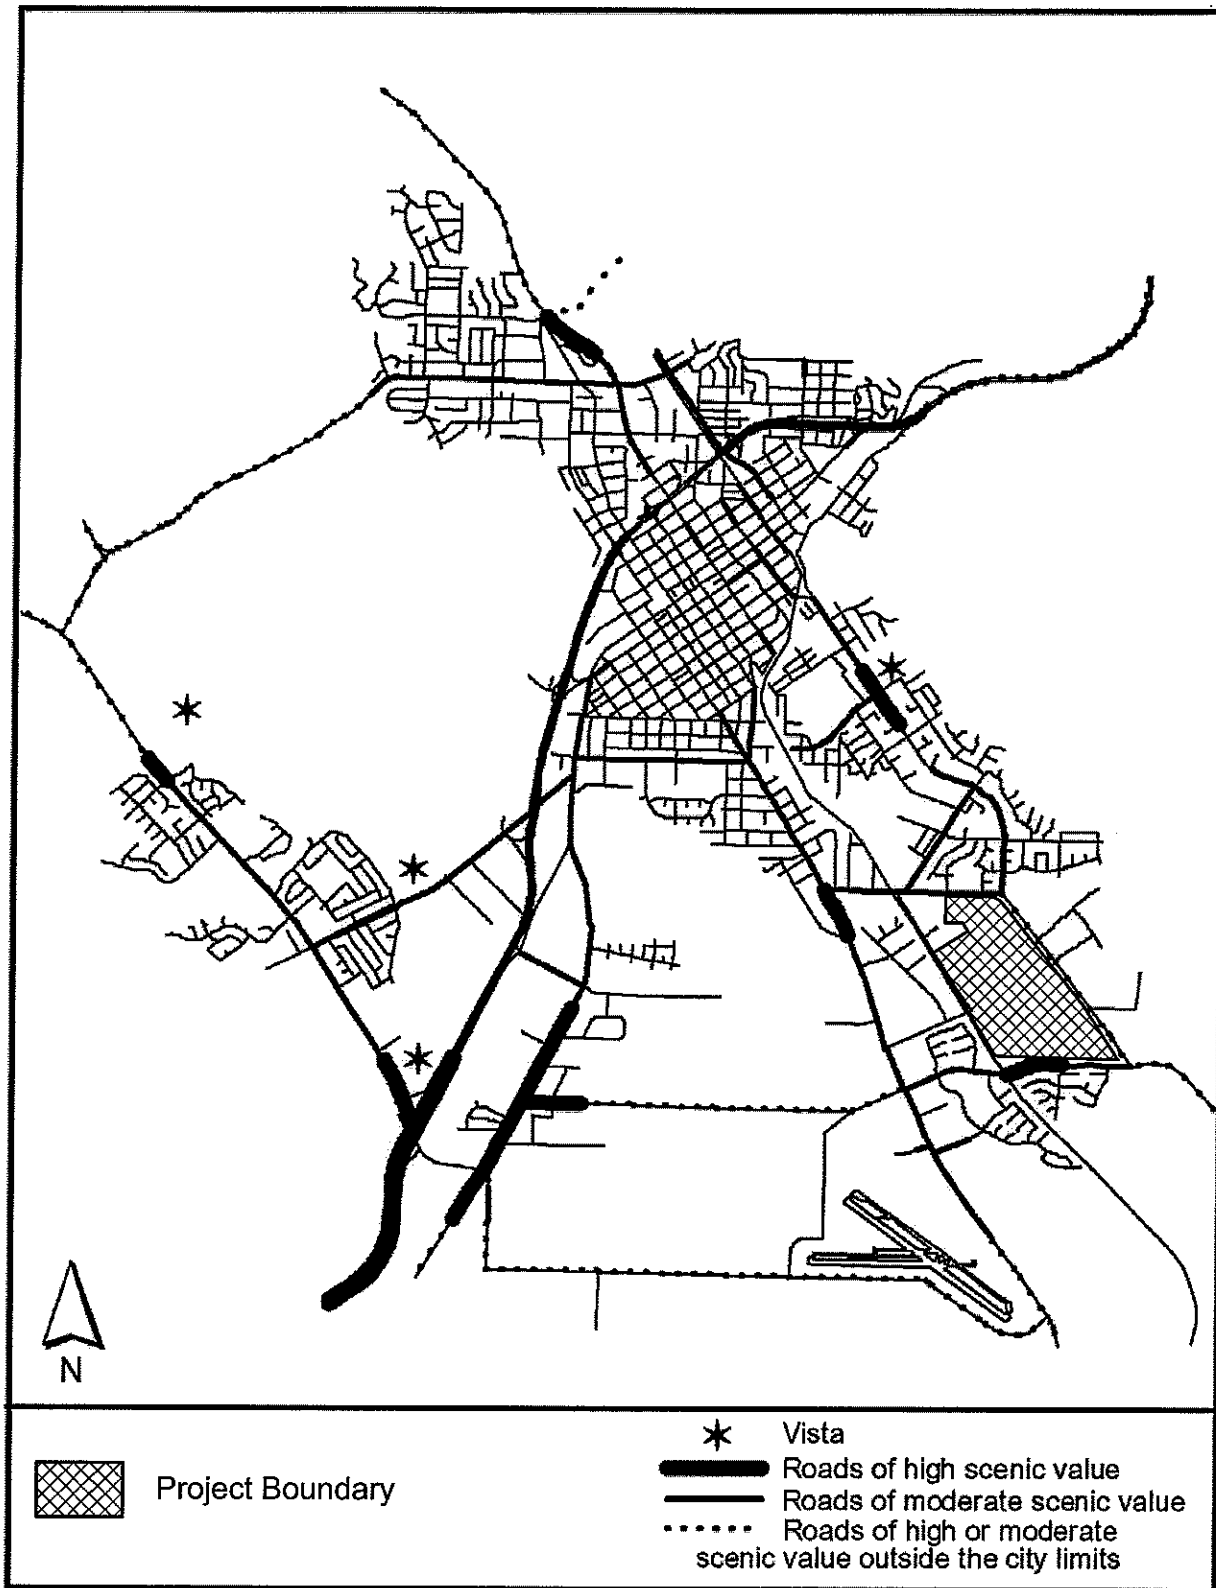 N
Project Boundary
Vista
Roads of high scenic value
Roads of moderate scenic value
Roads of high or moderate
scenic value outside the city limits